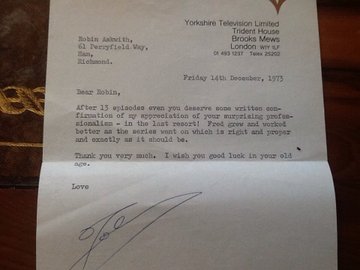 Yorkshire Television Limited
Trident House
Brooks Mews
London W1Y 1LF
01 493 1237 Telex 25202
Robin Askwith,
61 Perryfield Way,
Ham,
Richmond.
Friday 14th December, 1973
Dear Robin,
After 13 episodes even you deserve some written con-
firmation of my appreciation of your surprising profes-
sionalism - in the last resort! Fred grew and worked
better as the series went on which is right and proper
and exactly as it should be.
Thank you very much. I wish you good luck in your old
age.
Love